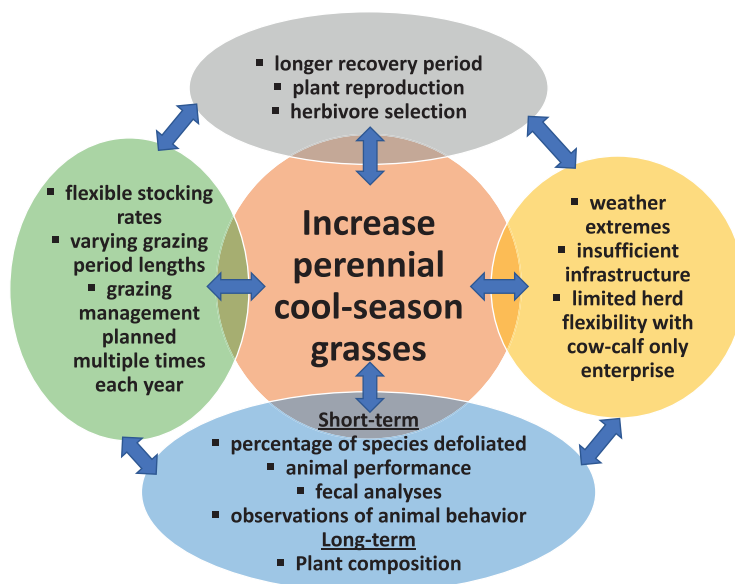 ▪ longer recovery period
▪ plant reproduction
▪ herbivore selection
▪ flexible stocking
rates
▪ varying grazing
period lengths
▪ grazing
management
planned
multiple times
each year
Increase
perennial
cool-season
grasses
▪ weather
extremes
▪ insufficient
infrastructure
▪ limited herd
flexibility with
cow-calf only
enterprise
Short-term
▪ percentage of species defoliated
▪ animal performance
▪ fecal analyses
▪ observations of animal behavior
Long-term
▪ Plant composition